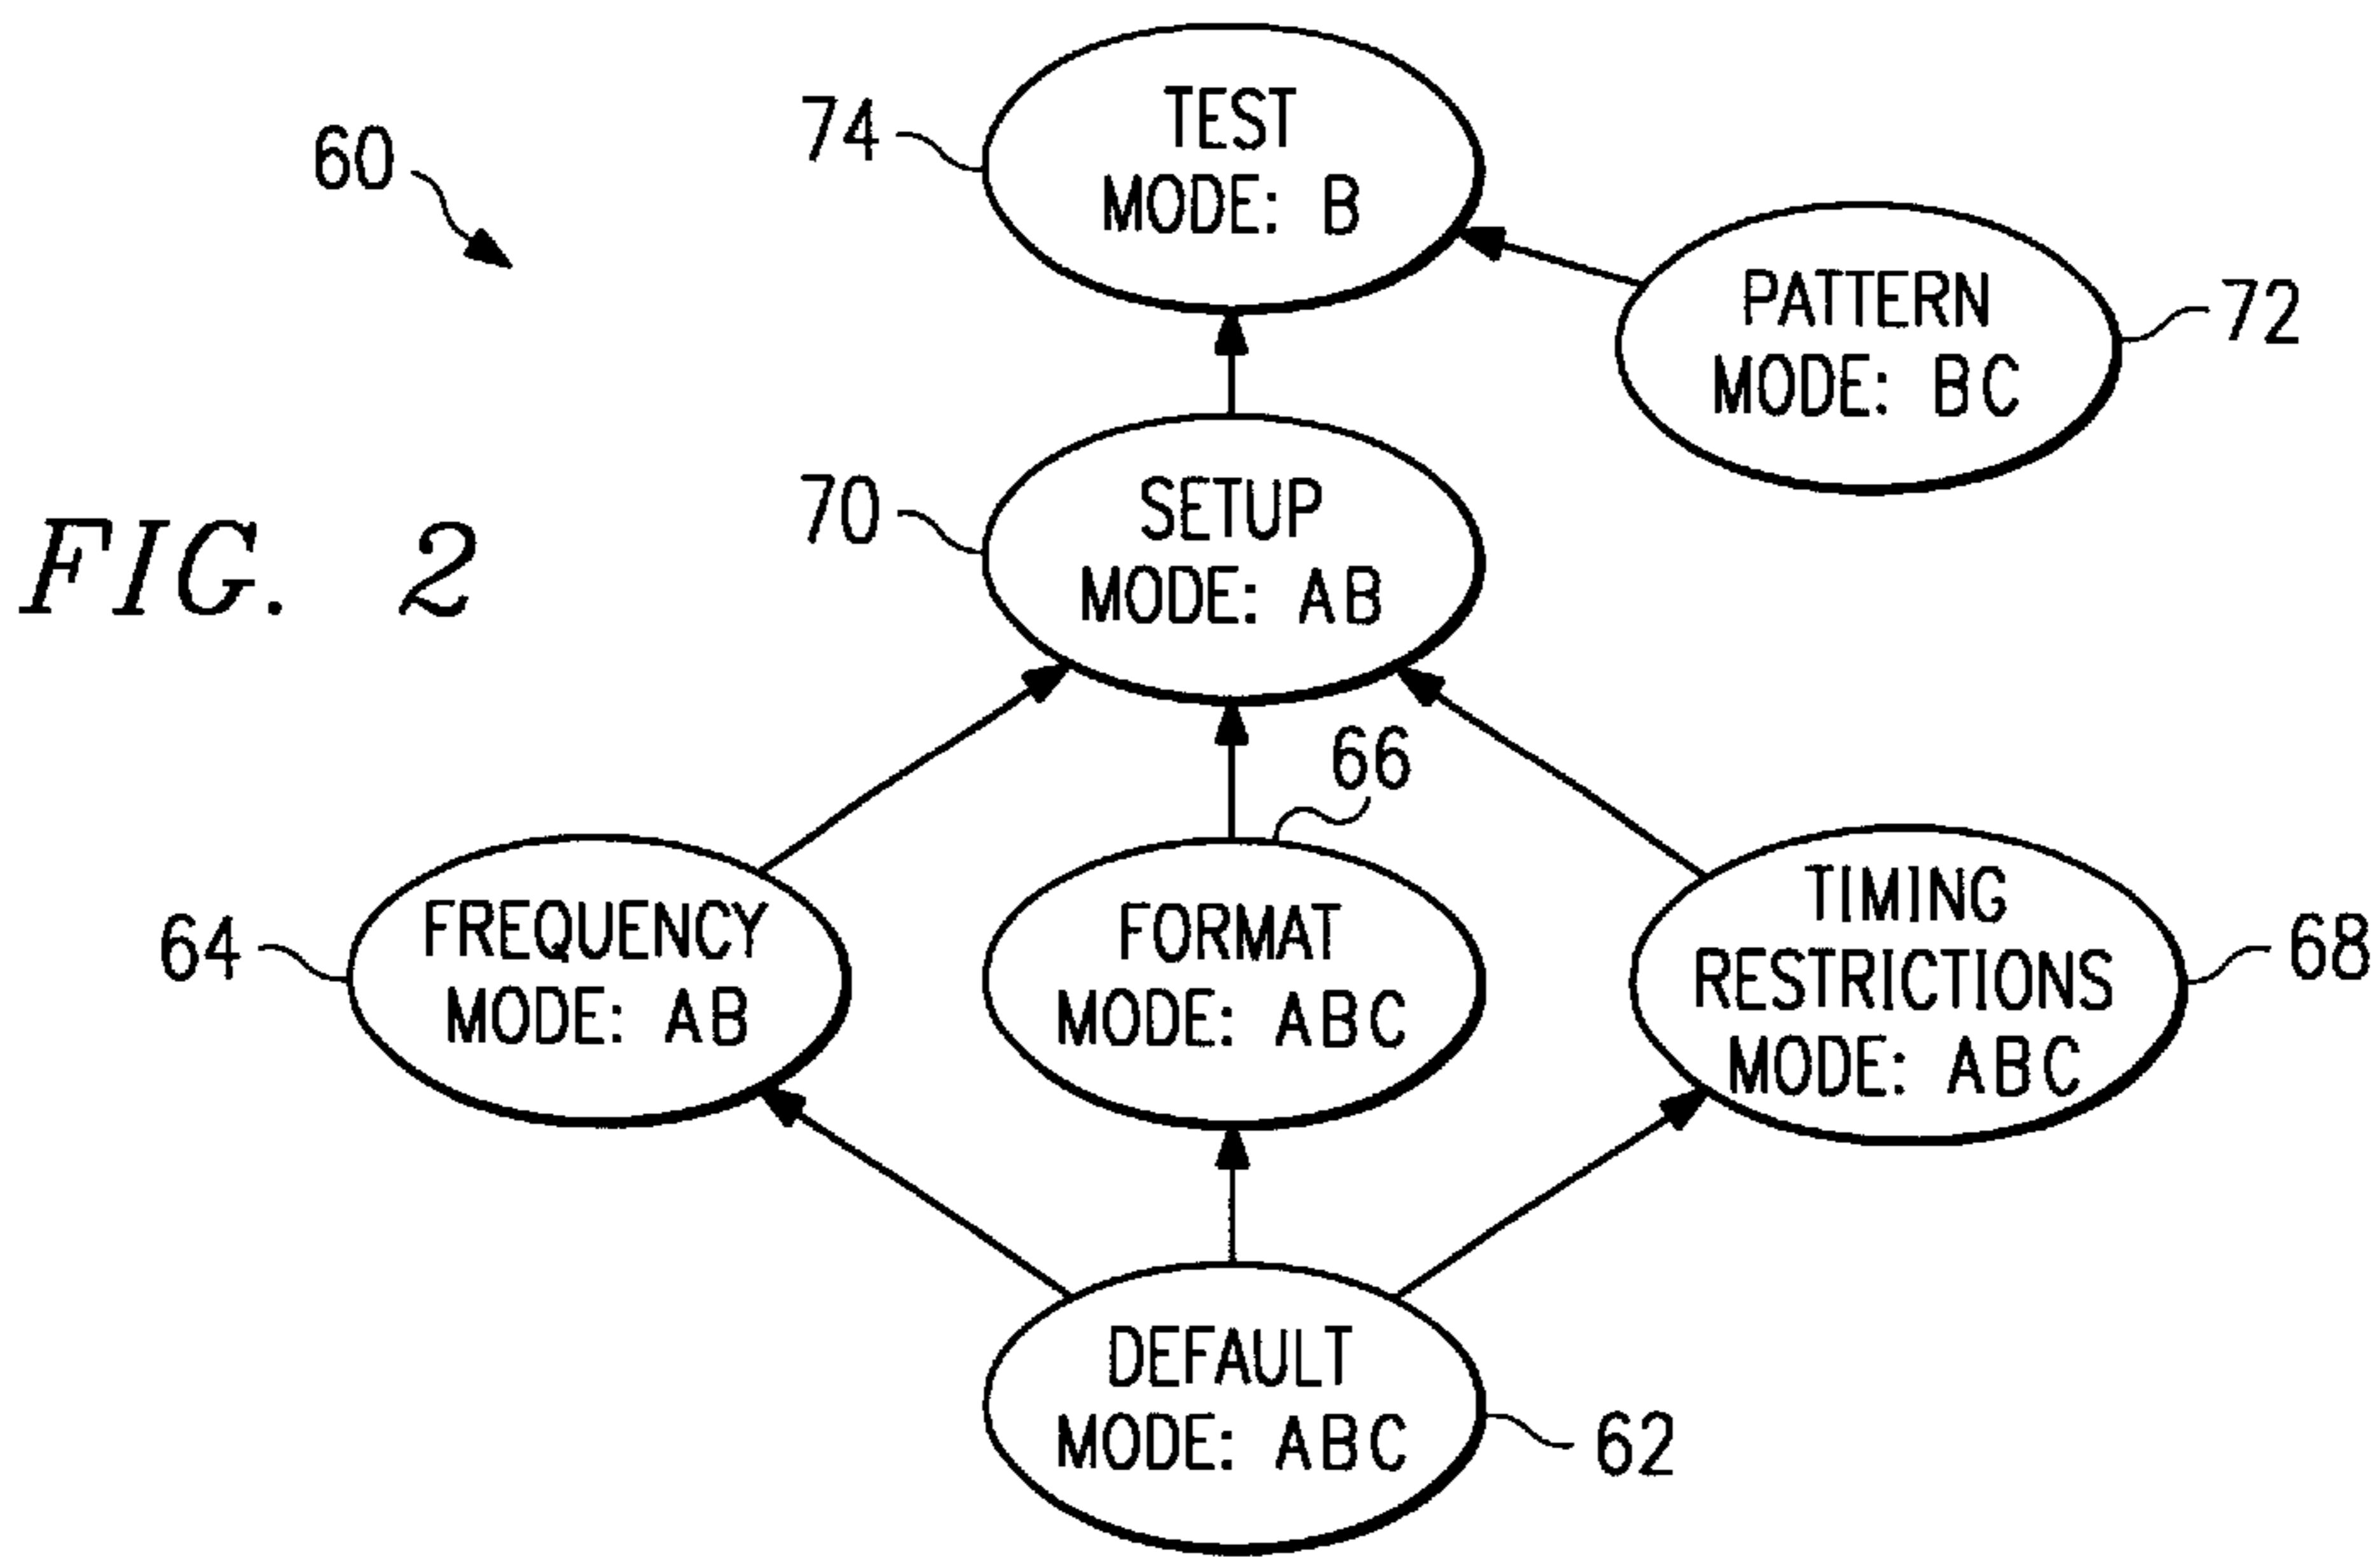 60
74
TEST
MODE: B
PATTERN
MODE: BC
72
FIG. 2
70
SETUP
MODE: AB
66
64
FREQUENCY
MODE: AB
FORMAT
MODE: ABC
TIMING
RESTRICTIONS
MODE: ABC
68
DEFAULT
MODE: ABC
62